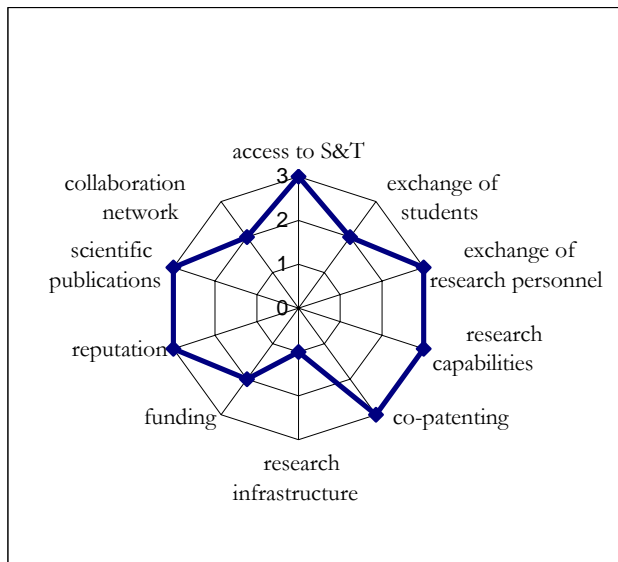 access to S&T
collaboration
network
exchange of
students
scientific
publications
exchange of
research personnel
reputation
research
capabilities
funding
co-patenting
research
infrastructure
3
2
1
0